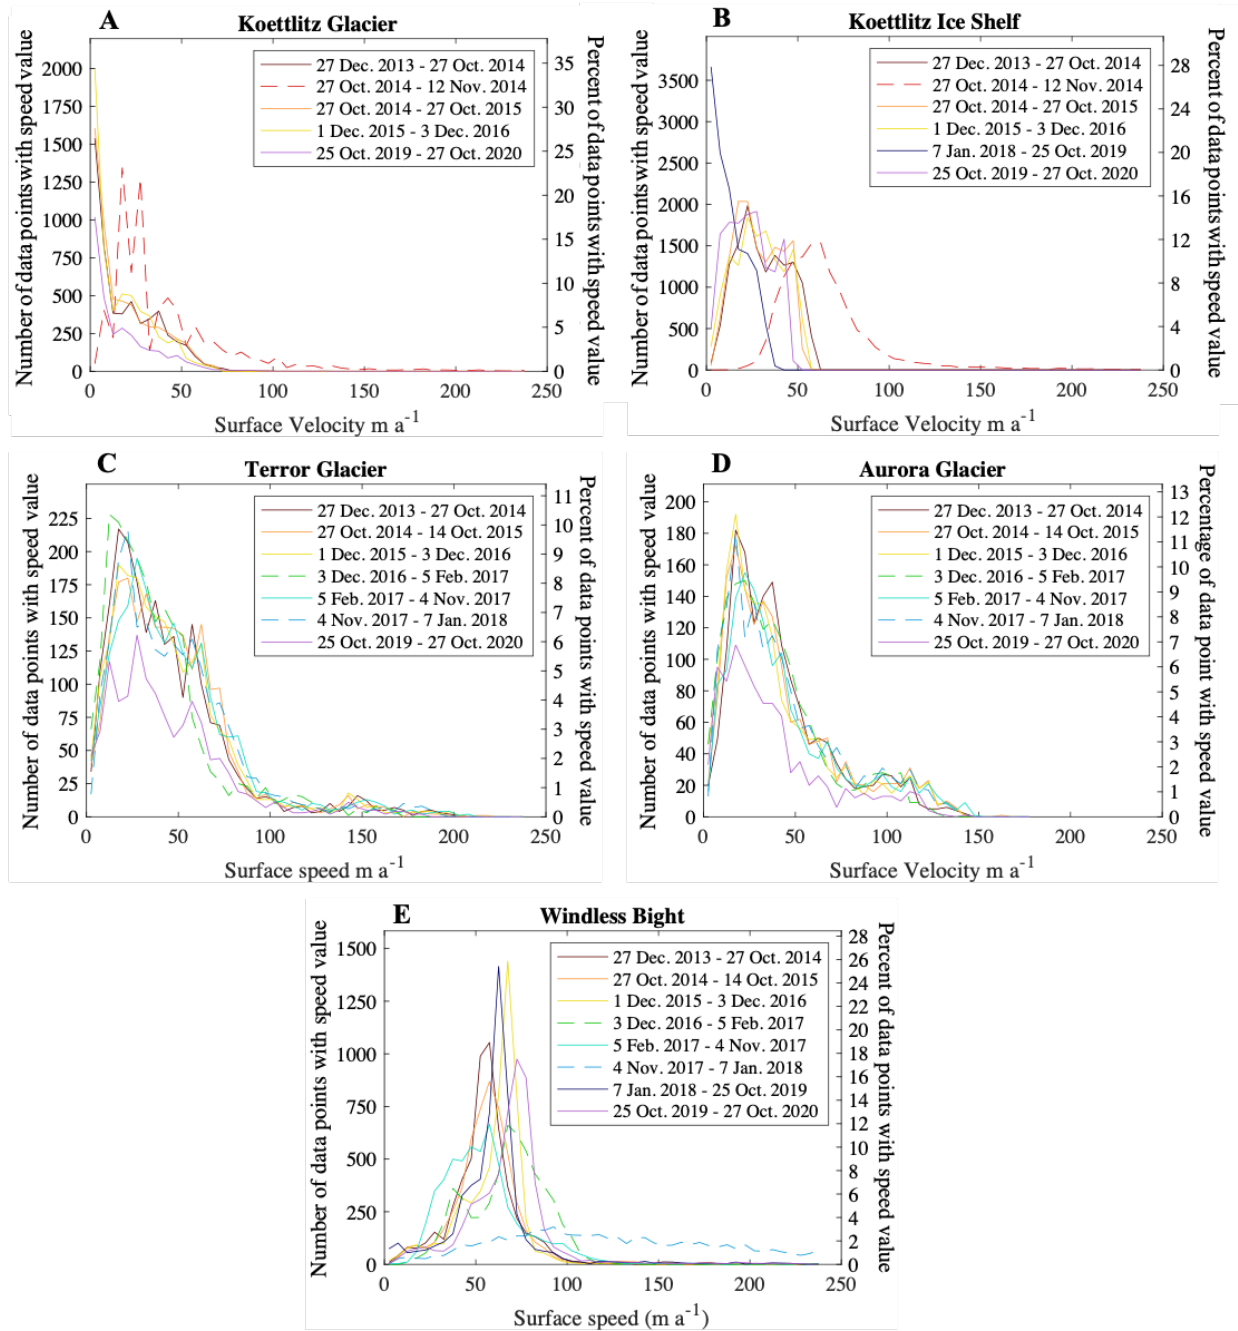 A
Koettlitz Glacier
Number of data points with speed value
2000
1750
1500
1250
1000
750
500
250
0
27 Dec. 2013 - 27 Oct. 2014
27 Oct. 2014 - 12 Nov. 2014
27 Oct. 2014 - 27 Oct. 2015
1 Dec. 2015 - 3 Dec. 2016
25 Oct. 2019 - 27 Oct. 2020
35
30
25
20
15
10
5
0
Percent of data points with speed value
0 50 100 150 200 250
Surface Velocity m a⁻¹
B
Koettlitz Ice Shelf
Number of data points with speed value
3500
3000
2500
2000
1500
1000
500
0
27 Dec. 2013 - 27 Oct. 2014
27 Oct. 2014 - 12 Nov. 2014
27 Oct. 2014 - 27 Oct. 2015
1 Dec. 2015 - 3 Dec. 2016
7 Jan. 2018 - 25 Oct. 2019
25 Oct. 2019 - 27 Oct. 2020
28
24
20
16
12
8
4
0
Percent of data points with speed value
0 50 100 150 200 250
Surface Velocity m a⁻¹
C
Terror Glacier
Number of data points with speed value
225
200
175
150
125
100
75
50
25
0
27 Dec. 2013 - 27 Oct. 2014
27 Oct. 2014 - 14 Oct. 2015
1 Dec. 2015 - 3 Dec. 2016
3 Dec. 2016 - 5 Feb. 2017
5 Feb. 2017 - 4 Nov. 2017
4 Nov. 2017 - 7 Jan. 2018
25 Oct. 2019 - 27 Oct. 2020
11
10
9
8
7
6
5
4
3
2
1
0
Percent of data points with speed value
0 50 100 150 200 250
Surface speed m a⁻¹
D
Aurora Glacier
Number of data points with speed value
200
180
160
140
120
100
80
60
40
20
0
27 Dec. 2013 - 27 Oct. 2014
27 Oct. 2014 - 14 Oct. 2015
1 Dec. 2015 - 3 Dec. 2016
3 Dec. 2016 - 5 Feb. 2017
5 Feb. 2017 - 4 Nov. 2017
4 Nov. 2017 - 7 Jan. 2018
25 Oct. 2019 - 27 Oct. 2020
13
12
11
10
9
8
7
6
5
4
3
2
1
0
Percentage of data point with speed value
0 50 100 150 200 250
Surface Velocity m a⁻¹
E
Windless Bight
Number of data points with speed value
1500
1250
1000
750
500
250
0
27 Dec. 2013 - 27 Oct. 2014
27 Oct. 2014 - 14 Oct. 2015
1 Dec. 2015 - 3 Dec. 2016
3 Dec. 2016 - 5 Feb. 2017
5 Feb. 2017 - 4 Nov. 2017
4 Nov. 2017 - 7 Jan. 2018
7 Jan. 2018 - 25 Oct. 2019
25 Oct. 2019 - 27 Oct. 2020
28
26
24
22
20
18
16
14
12
10
8
6
4
2
0
Percent of data points with speed value
0 50 100 150 200 250
Surface speed (m a⁻¹)